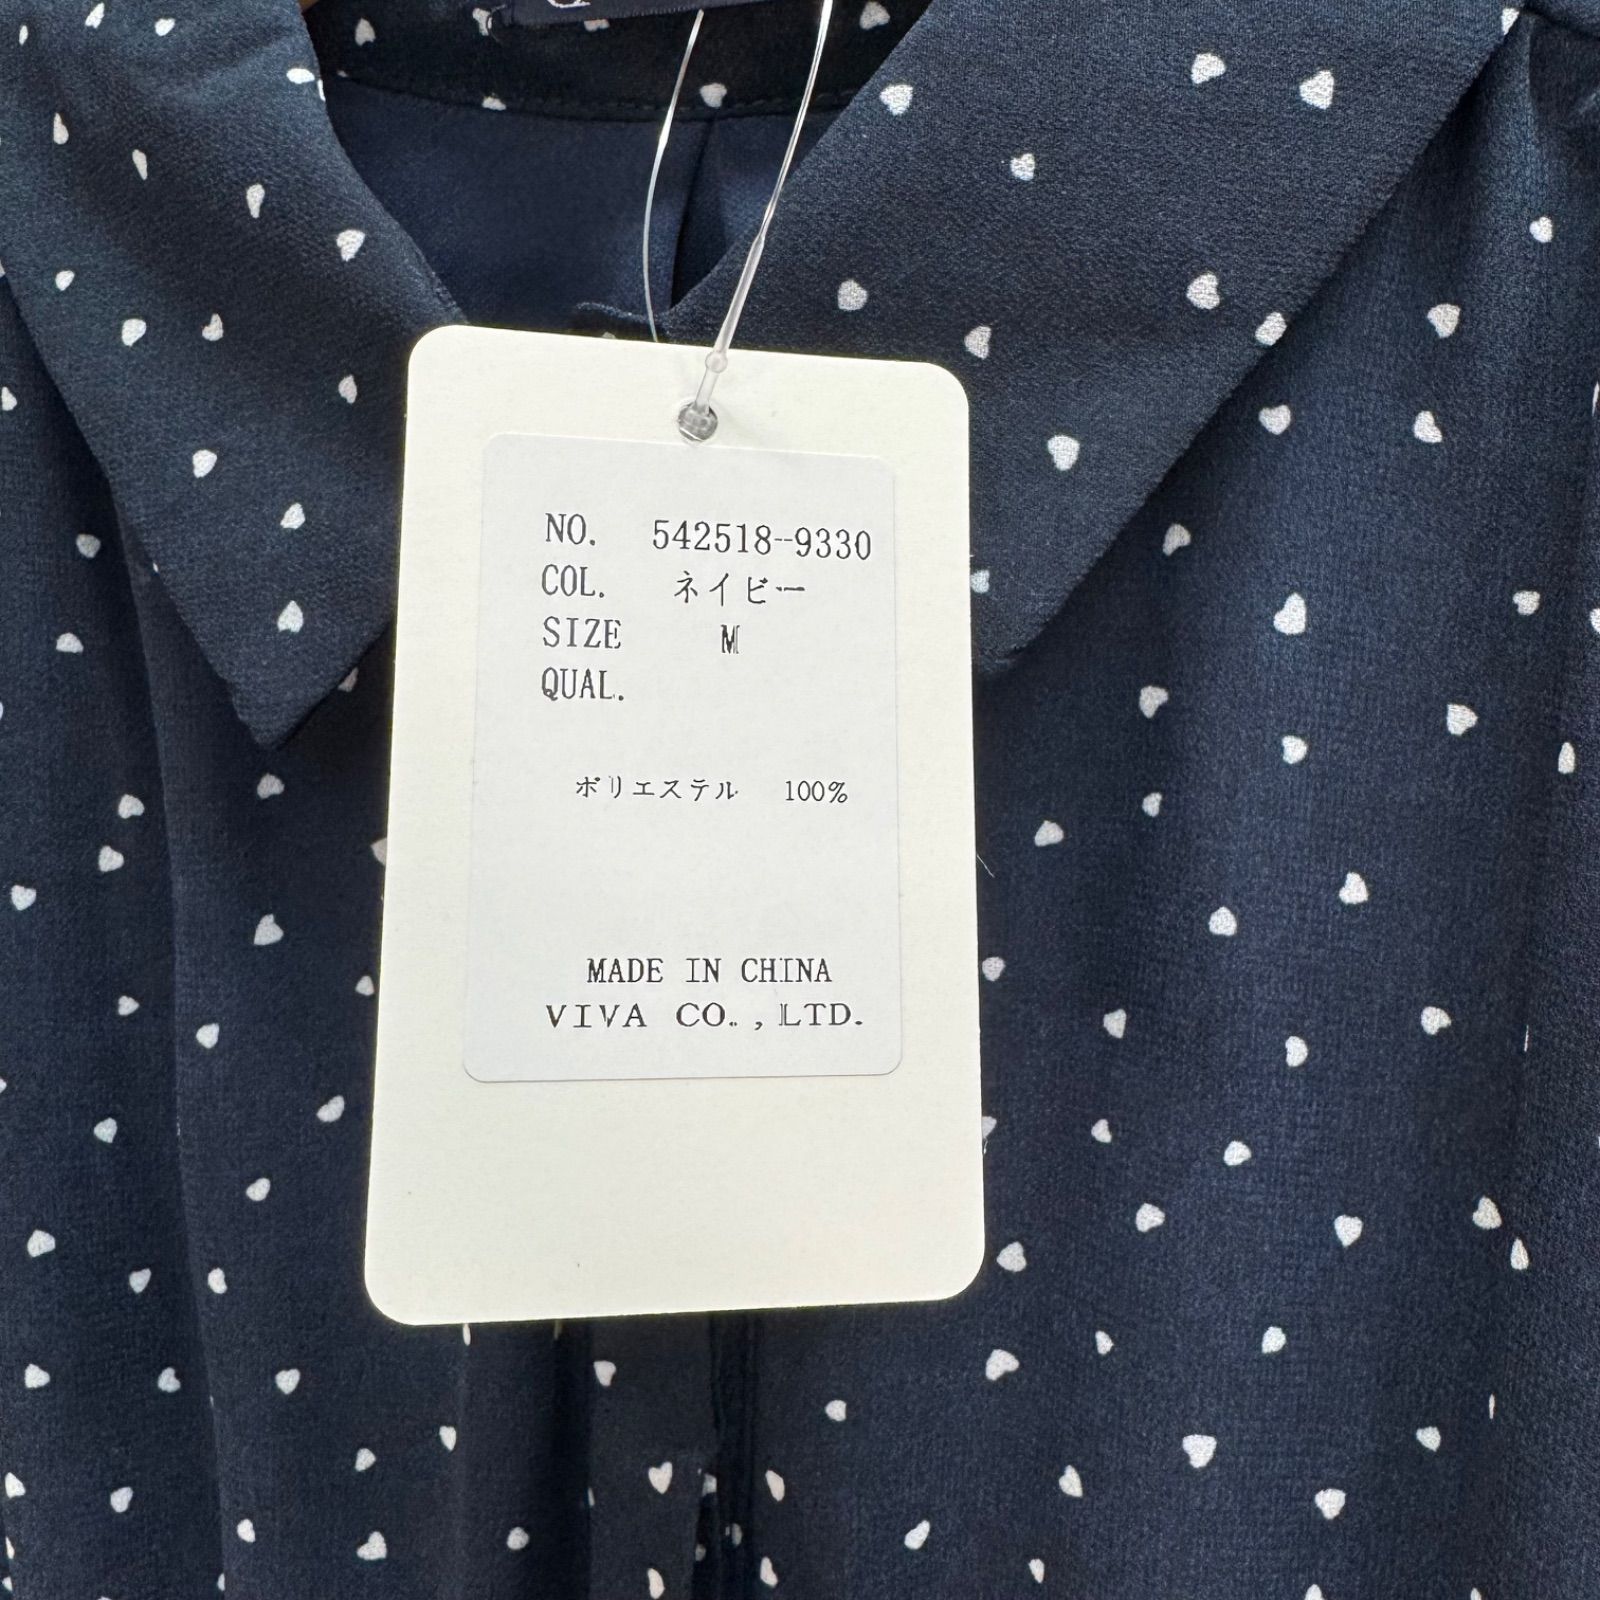 NO. 542518-9330
COL. ネイビー
SIZE M
QUAL.
ポリエステル 100%
MADE IN CHINA
VIVA CO.,LTD.